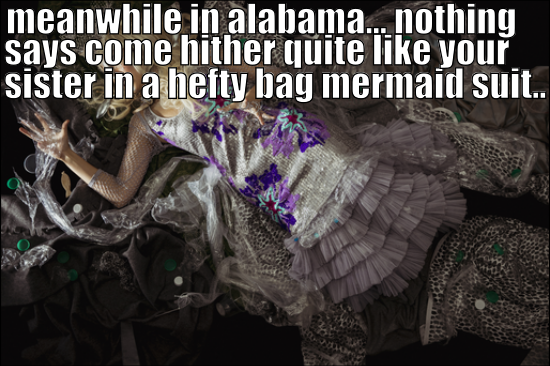 meanwhile in alabama... nothing
says come hither quite like your
sister in a hefty bag mermaid suit..